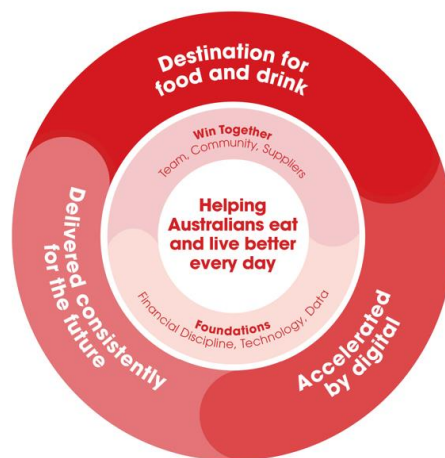 Destination for
food and drink
Win Together
Team, Community, Suppliers
Helping
Australians eat
and live better
every day
Foundations
Financial Discipline, Technology, Data
Accelerated
by digital
Delivered consistently
for the future